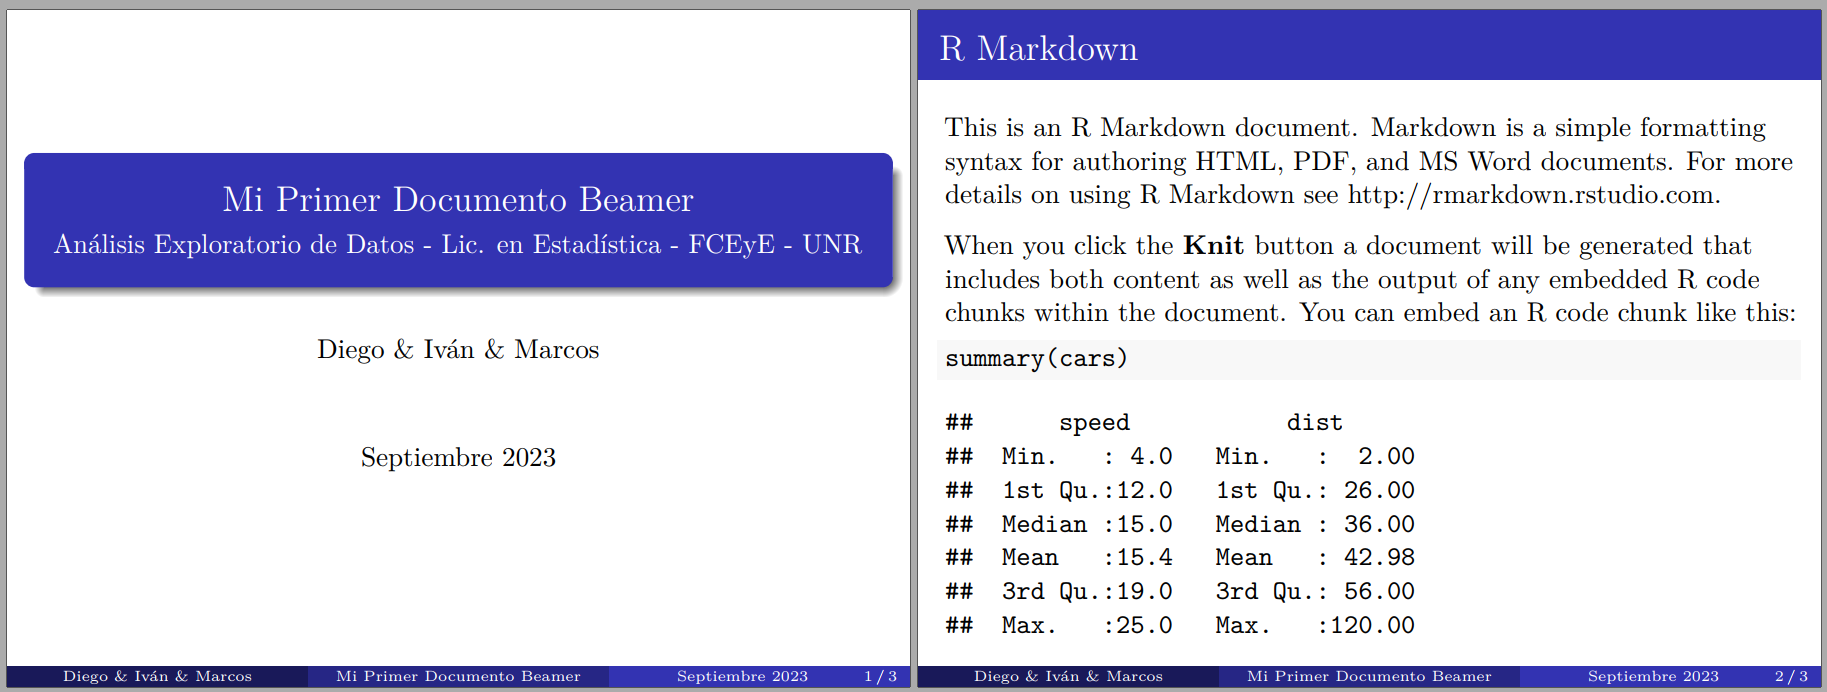 Mi Primer Documento Beamer
Análisis Exploratorio de Datos - Lic. en Estadística - FCEyE - UNR
Diego & Iván & Marcos
Septiembre 2023
Diego & Iván & Marcos Mi Primer Documento Beamer Septiembre 2023 1 / 3
R Markdown
This is an R Markdown document. Markdown is a simple formatting
syntax for authoring HTML, PDF, and MS Word documents. For more
details on using R Markdown see http://rmarkdown.rstudio.com.
When you click the Knit button a document will be generated that
includes both content as well as the output of any embedded R code
chunks within the document. You can embed an R code chunk like this:
summary(cars)
##      speed           dist
##  Min.   : 4.0   Min.   :  2.00
##  1st Qu.:12.0   1st Qu.: 26.00
##  Median :15.0   Median : 36.00
##  Mean   :15.4   Mean   : 42.98
##  3rd Qu.:19.0   3rd Qu.: 56.00
##  Max.   :25.0   Max.   :120.00
Diego & Iván & Marcos Mi Primer Documento Beamer Septiembre 2023 2 / 3